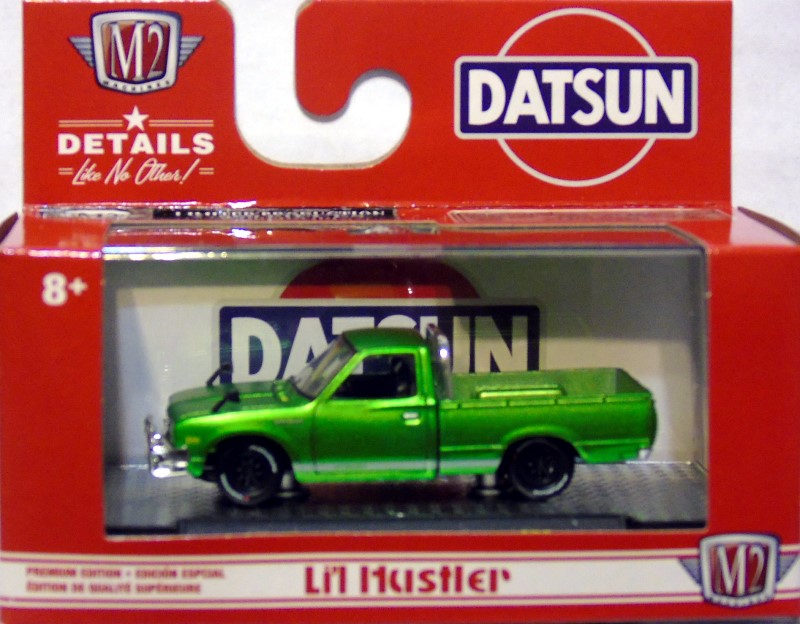 M2
MACHINES
DATSUN
DETAILS
Like No Other!
8+
DATSUN
PREMIUM EDITION • EDICIÓN ESPECIAL
ÉDITION DE QUALITÉ SUPÉRIEURE
Li'l Hustler
M2
MACHINES